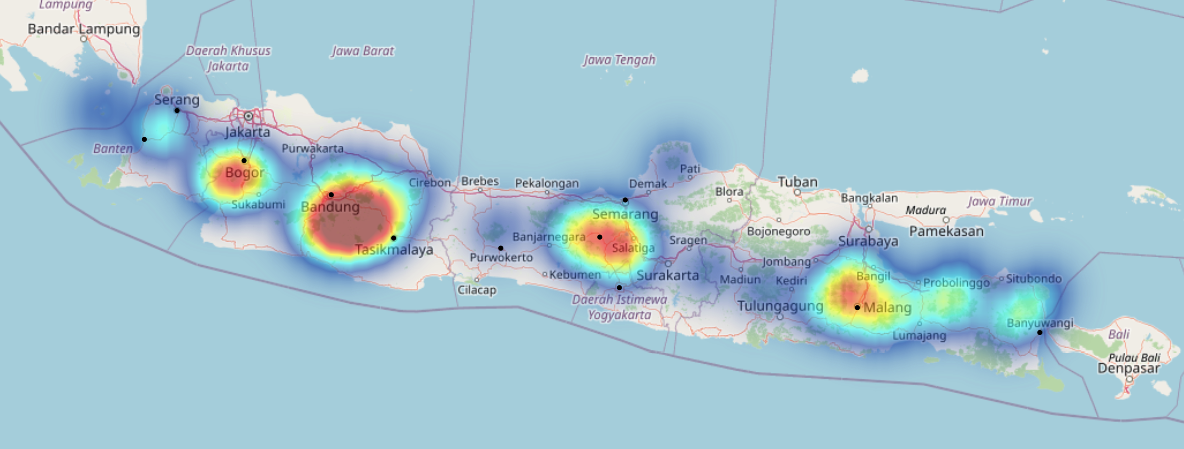 Lampung
Bandar Lampung
Daerah Khusus
Jakarta
Jawa Barat
Jawa Tengah
Serang
Jakarta
Banten
Purwakarta
Bogor
Sukabumi
Bandung
Cirebon
Brebes
Pekalongan
Demak
Pati
Blora
Tuban
Bangkalan
Madura
Jawa Timur
Pamekasan
Semarang
Bojonegoro
Surabaya
Tasikmalaya
Banjarnegara
Purwokerto
Salatiga
Sragen
Jombang
Kebumen
Surakarta
Madiun
Kediri
Bangil
Probolinggo
Situbondo
Cilacap
Daerah Istimewa
Yogyakarta
Tulungagung
Malang
Lumajang
Banyuwangi
Bali
Pulau Bali
Denpasar